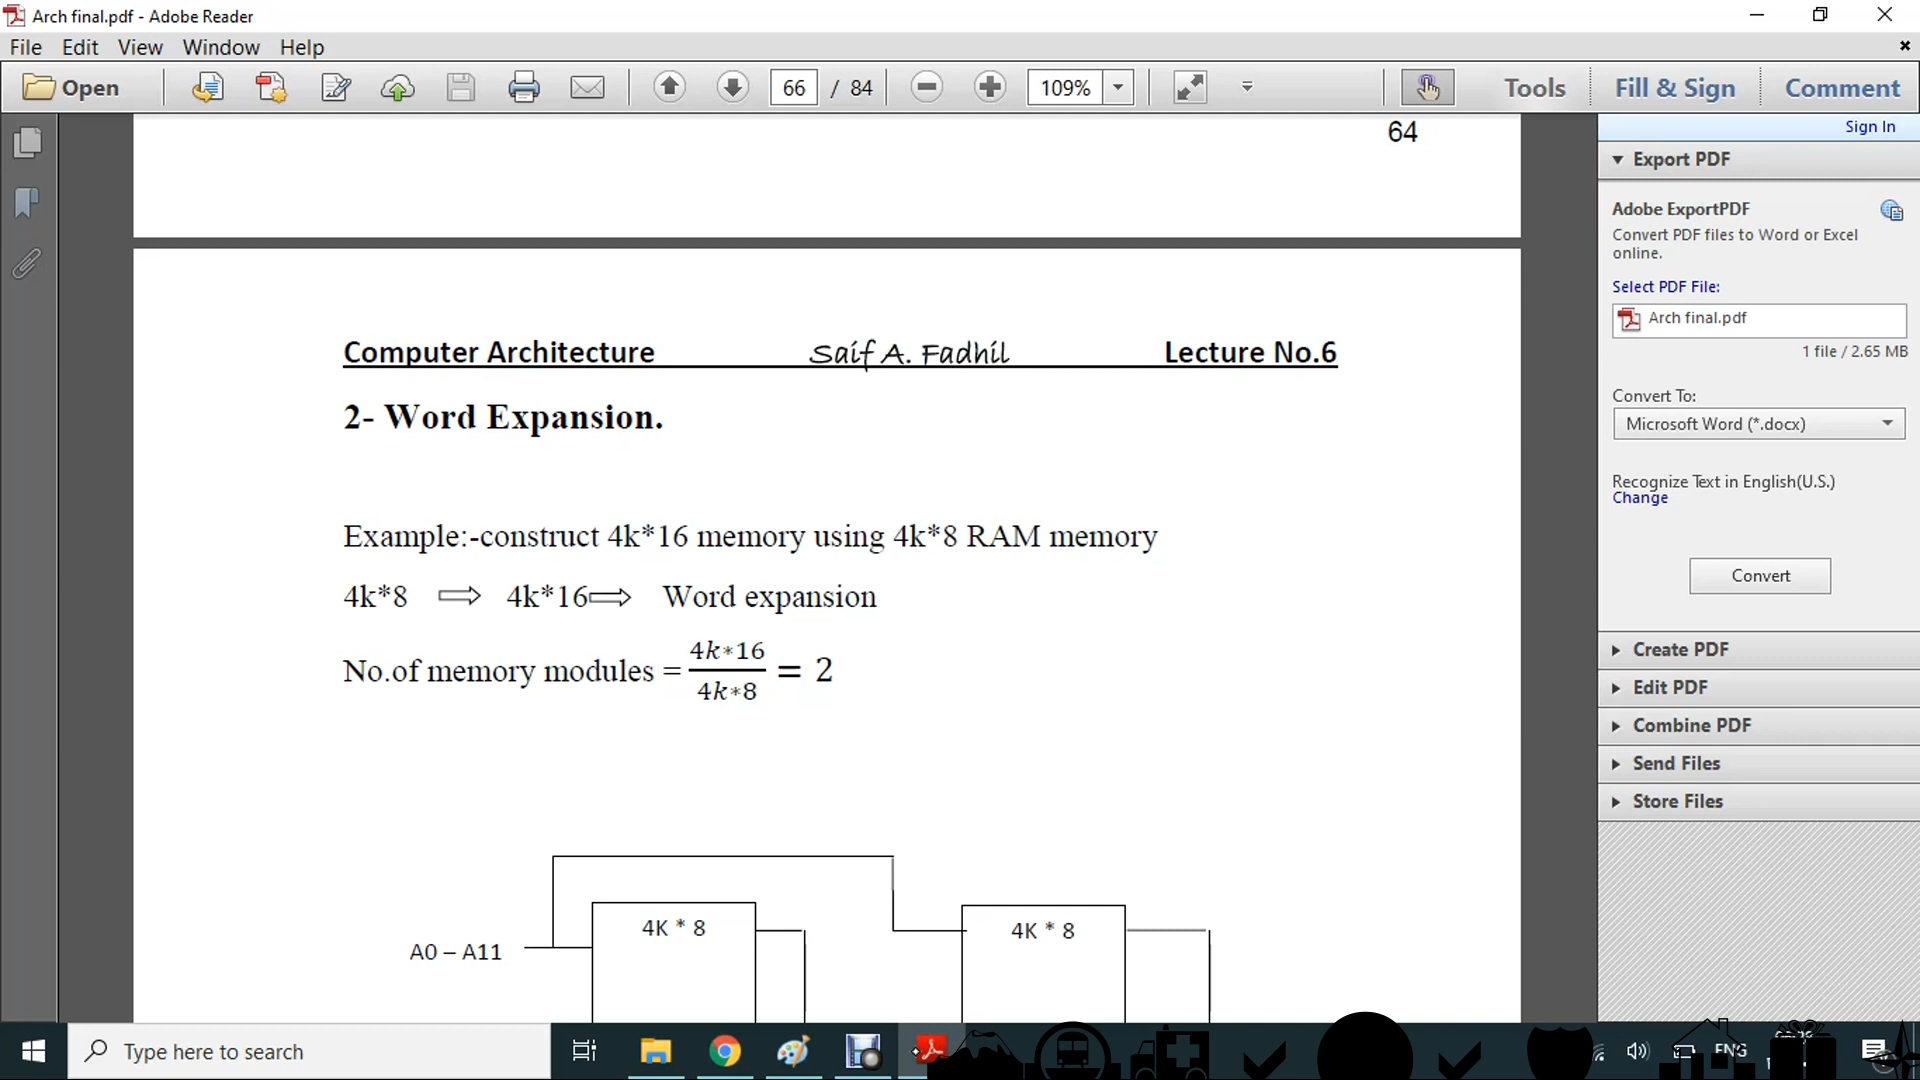 Arch final.pdf - Adobe Reader
File Edit View Window Help
Open 66 / 84 109% Tools Fill & Sign Comment
64
Computer Architecture Saif A. Fadhil Lecture No.6
2- Word Expansion.
Example:-construct 4k*16 memory using 4k*8 RAM memory
4k*8 ⇨ 4k*16⇨ Word expansion
No.of memory modules = 4k*16/4k*8 = 2
4K * 8 4K * 8
A0 – A11
Sign In
Export PDF
Adobe ExportPDF
Convert PDF files to Word or Excel
online.
Select PDF File:
Arch final.pdf
1 file / 2.65 MB
Convert To:
Microsoft Word (*.docx)
Recognize Text in English(U.S.)
Change
Convert
Create PDF
Edit PDF
Combine PDF
Send Files
Store Files
Type here to search
ENG